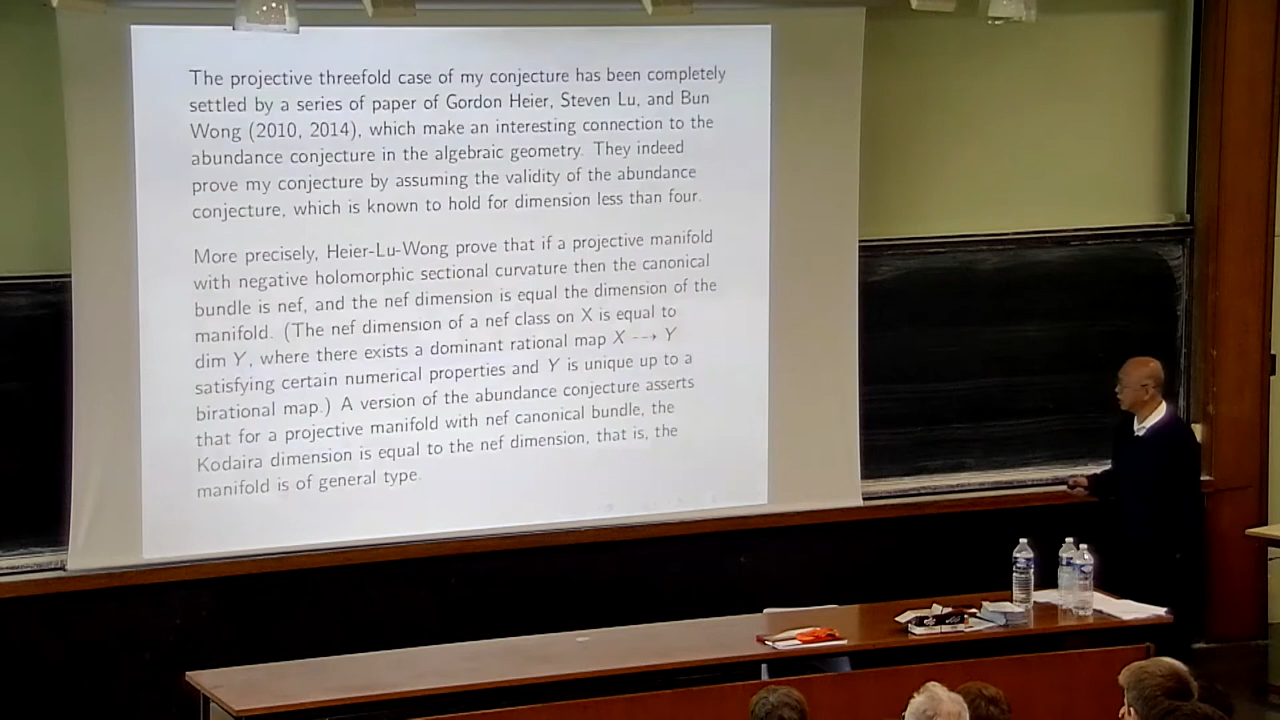 The projective threefold case of my conjecture has been completely
settled by a series of paper of Gordon Heier, Steven Lu, and Bun
Wong (2010, 2014), which make an interesting connection to the
abundance conjecture in the algebraic geometry. They indeed
prove my conjecture by assuming the validity of the abundance
conjecture, which is known to hold for dimension less than four.
More precisely, Heier-Lu-Wong prove that if a projective manifold
with negative holomorphic sectional curvature then the canonical
bundle is nef, and the nef dimension is equal the dimension of the
manifold. (The nef dimension of a nef class on X is equal to
dim Y, where there exists a dominant rational map X ⇢ Y
satisfying certain numerical properties and Y is unique up to a
birational map.) A version of the abundance conjecture asserts
that for a projective manifold with nef canonical bundle, the
Kodaira dimension is equal to the nef dimension, that is, the
manifold is of general type.